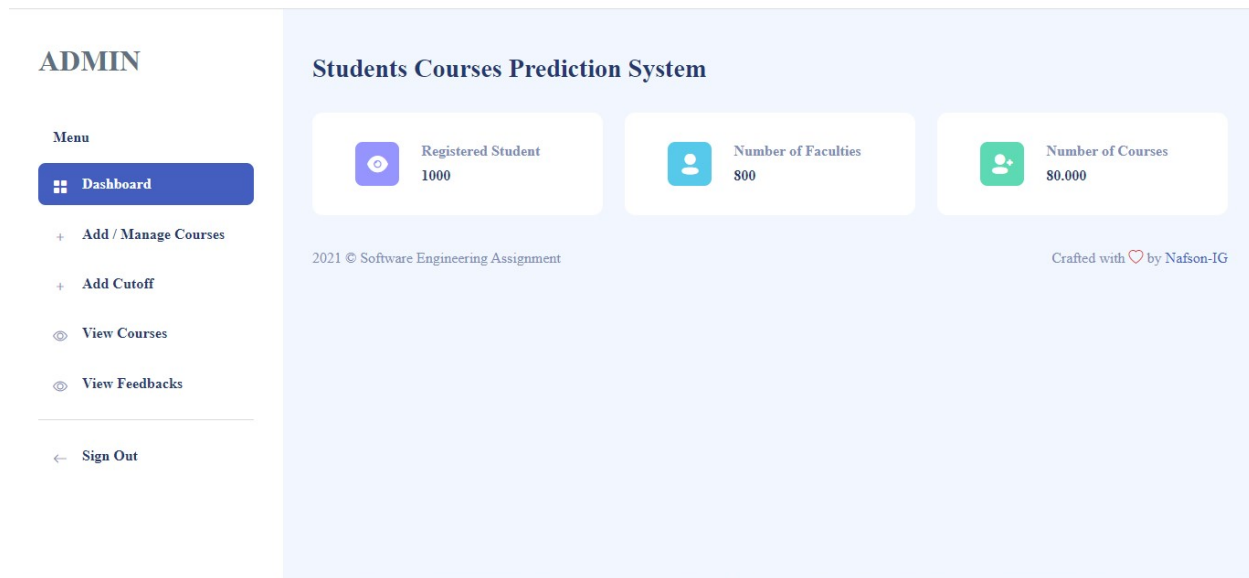 ADMIN
Menu
Dashboard
Add / Manage Courses
Add Cutoff
View Courses
View Feedbacks
Sign Out
Students Courses Prediction System
Registered Student
1000
Number of Faculties
800
Number of Courses
80.000
2021 © Software Engineering Assignment
Crafted with ♡ by Nafson-IG